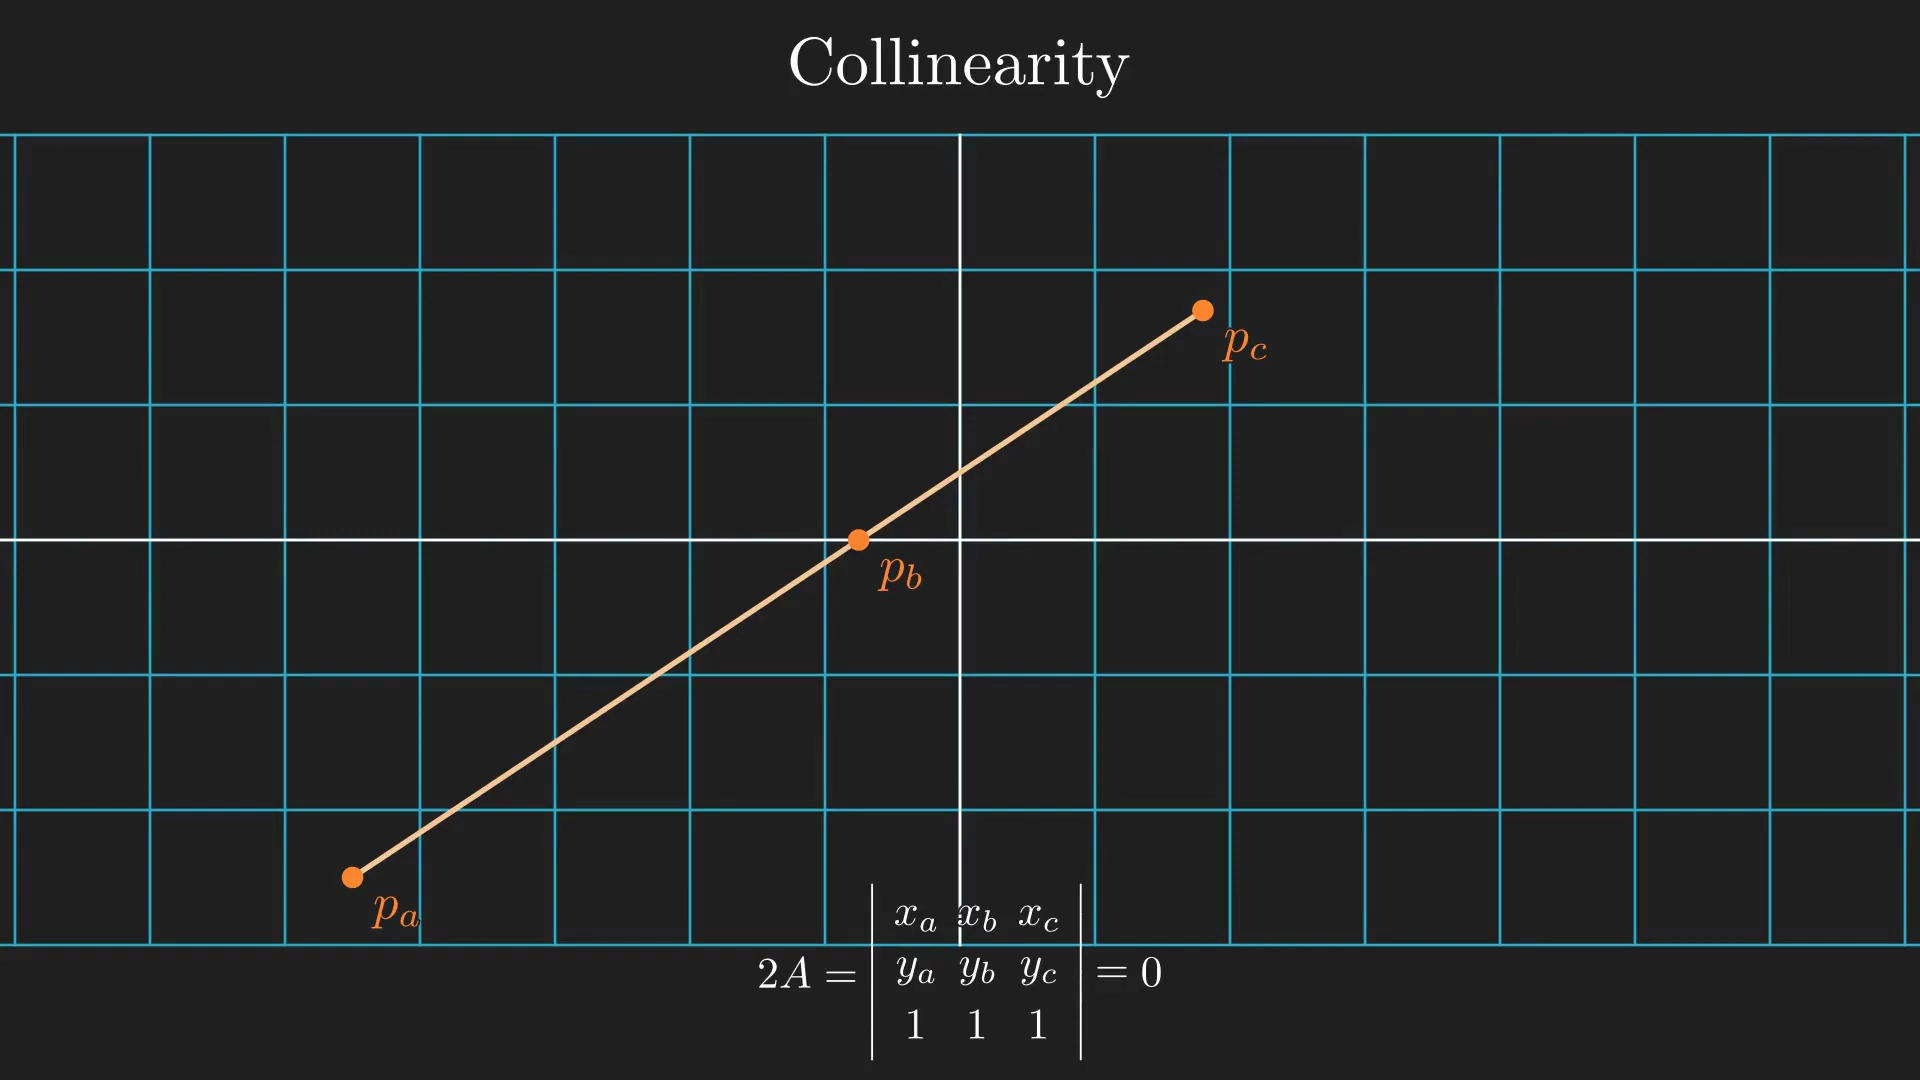 Collinearity
p_c
p_b
p_a
x_a x_b x_c
2A = y_a y_b y_c = 0
1 1 1